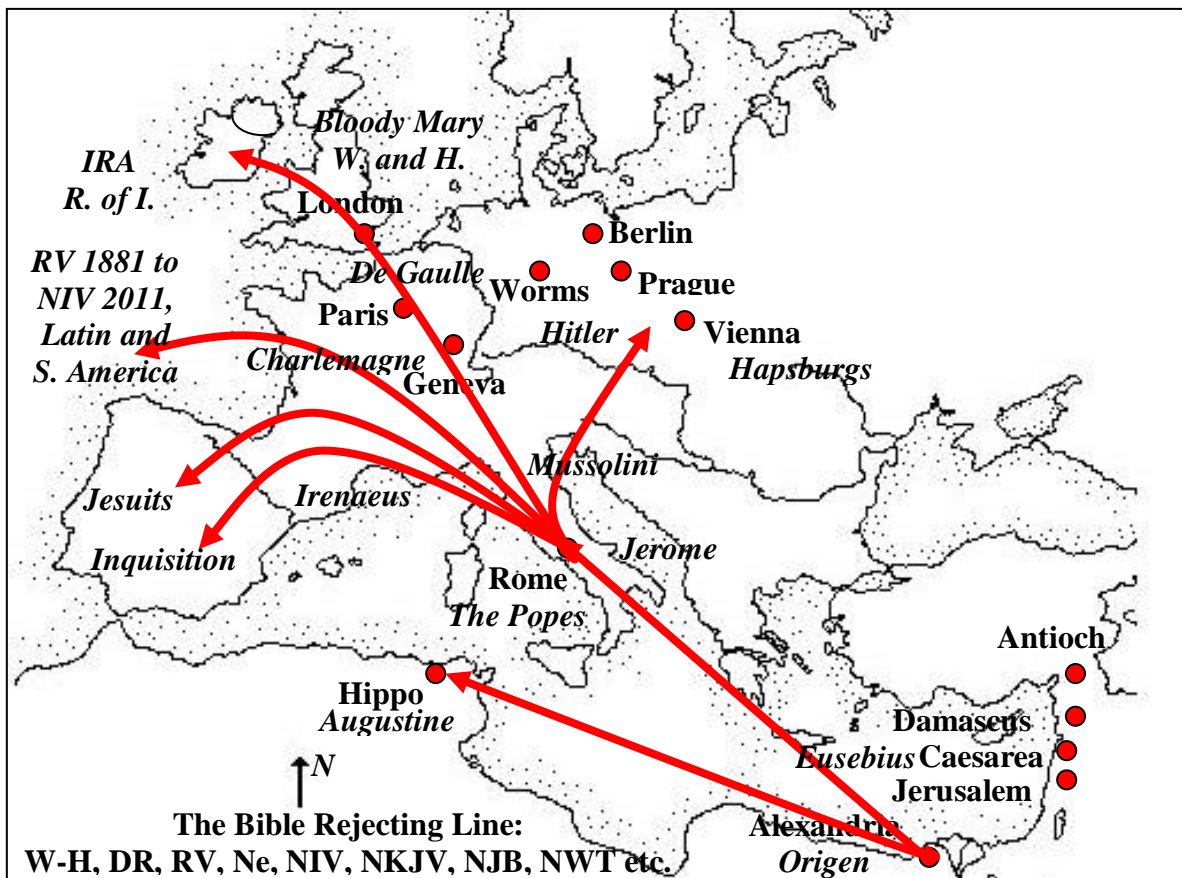 Bloody Mary
W. and H.
IRA
R. of I.
London
Berlin
RV 1881 to
NIV 2011,
Latin and
S. America
De Gaulle
Worms
Prague
Paris
Hitler
Vienna
Charlemagne
Geneva
Hapsburgs
Mussolini
Jesuits
Irenaeus
Inquisition
Jerome
Rome
The Popes
Antioch
Hippo
Augustine
Damaseus
Eusebius Caesarea
Jerusalem
N
Alexandria
Origen
The Bible Rejecting Line:
W-H, DR, RV, Ne, NIV, NKJV, NJB, NWT etc.